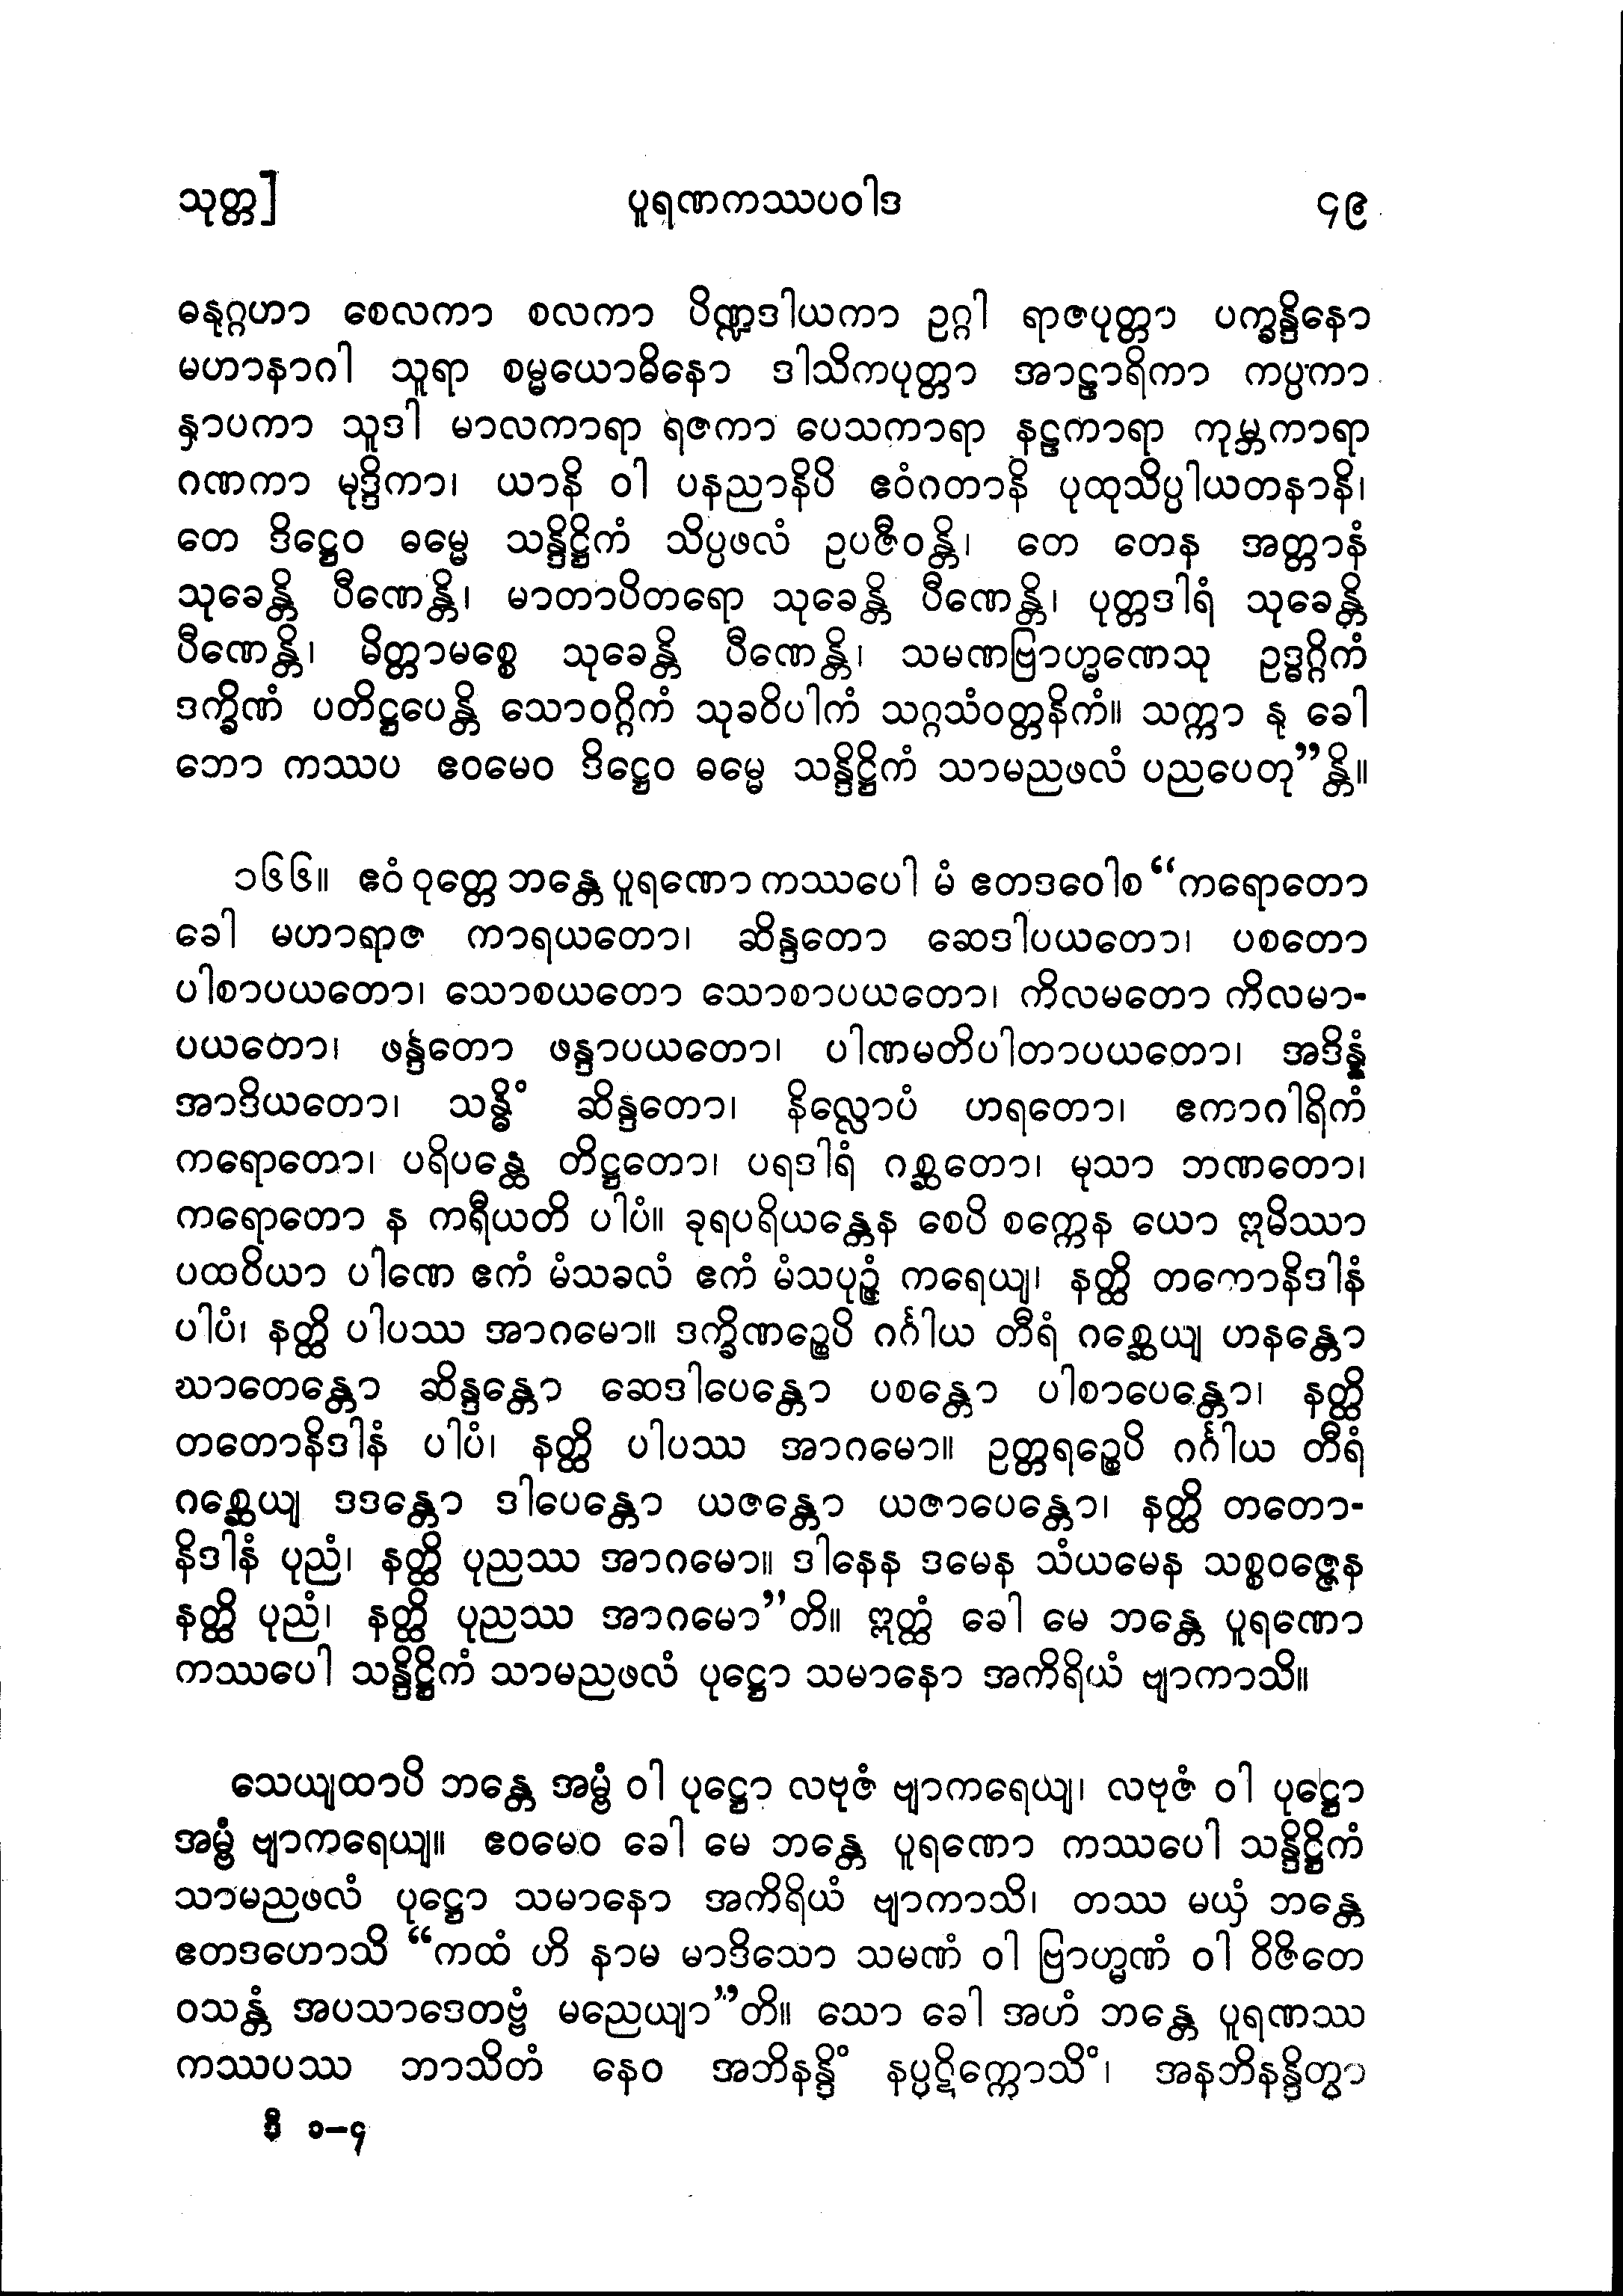 သုတ္တ] ပူရဏကဿပဝါဒ ၄၉
ဓနုဂ္ဂဟာ စေလကာ စလကာ ပိဏ္ဍဒါယကာ ဥဂ္ဂါ ရာဇပုတ္တာ ပက္ခန္ဒိနော
မဟာနာဂါ သူရာ စမ္မယောဓိနော ဒါသိကပုတ္တာ အာဠာရိကာ ကပ္ပကာ
နှာပကာ သူဒါ မာလကာရာ ရဇကာ ပေသကာရာ နဠကာရာ ကုမ္ဘကာရာ
ဂဏကာ မုဒ္ဒိကာ၊ ယာနိ ဝါ ပနညာနိပိ ဧဝံဂတာနိ ပုထုသိပ္ပါယတနာနိ၊
တေ ဒိဋ္ဌေဝ ဓမ္မေ သန္ဒိဋ္ဌိကံ သိပ္ပဖလံ ဥပဇီဝန္တိ၊ တေ တေန အတ္တာနံ
သုခေန္တိ ပီဏေန္တိ၊ မာတာပိတရော သုခေန္တိ ပီဏေန္တိ၊ ပုတ္တဒါရံ သုခေန္တိ
ပီဏေန္တိ၊ မိတ္တာမစ္စေ သုခေန္တိ ပီဏေန္တိ၊ သမဏဗြာဟ္မဏေသု ဥဒ္ဓဂ္ဂိကံ
ဒက္ခိဏံ ပတိဋ္ဌပေန္တိ သောဝဂ္ဂိကံ သုခဝိပါကံ သဂ္ဂသံဝတ္တနိကံ။ သက္ကာ နု ခေါ
ဘော ကဿပ ဧဝမေဝ ဒိဋ္ဌေဝ ဓမ္မေ သန္ဒိဋ္ဌိကံ သာမညဖလံ ပညပေတု”န္တိ။
၁၆၆။ ဧဝံ ဝုတ္တေ ဘန္တေ ပူရဏော ကဿပေါ မံ ဧတဒဝေါစ “ကရောတော
ခေါ မဟာရာဇ ကာရယတော၊ ဆိန္ဒတော ဆေဒါပယတော၊ ပစတော
ပါစာပယတော၊ သောစယတော သောစာပယတော၊ ကိလမတော ကိလမာ-
ပယတော၊ ဖန္ဒတော ဖန္ဒာပယတော၊ ပါဏမတိပါတာပယတော၊ အဒိန္နံ
အာဒိယတော၊ သန္ဓိံ ဆိန္ဒတော၊ နိလ္လောပံ ဟရတော၊ ဧကာဂါရိကံ
ကရောတော၊ ပရိပန္ထေ တိဋ္ဌတော၊ ပရဒါရံ ဂစ္ဆတော၊ မုသာ ဘဏတော၊
ကရောတော န ကရီယတိ ပါပံ။ ခုရပရိယန္တေန စေပိ စက္ကေန ယော ဣမိဿာ
ပထဝိယာ ပါဏေ ဧကံ မံသခလံ ဧကံ မံသပုဉ္ဇံ ကရေယျ၊ နတ္ထိ တကောနိဒါနံ
ပါပံ၊ နတ္ထိ ပါပဿ အာဂမော။ ဒက္ခိဏဉ္စေပိ ဂင်္ဂါယ တီရံ ဂစ္ဆေယျ ဟနန္တော
ဃာတေန္တော ဆိန္ဒန္တော ဆေဒါပေန္တော ပစန္တော ပါစာပေန္တော၊ နတ္ထိ
တတောနိဒါနံ ပါပံ၊ နတ္ထိ ပါပဿ အာဂမော။ ဥတ္တရဉ္စေပိ ဂင်္ဂါယ တီရံ
ဂစ္ဆေယျ ဒဒန္တော ဒါပေန္တော ယဇန္တော ယဇာပေန္တော၊ နတ္ထိ တတော-
နိဒါနံ ပုညံ၊ နတ္ထိ ပုညဿ အာဂမော။ ဒါနေန ဒမေန သံယမေန သစ္စဝဇ္ဇေန
နတ္ထိ ပုညံ၊ နတ္ထိ ပုညဿ အာဂမော”တိ။ ဣတ္ထံ ခေါ မေ ဘန္တေ ပူရဏော
ကဿပေါ သန္ဒိဋ္ဌိကံ သာမညဖလံ ပုဋ္ဌော သမာနော အကိရိယံ ဗျာကာသိ။
သေယျထာပိ ဘန္တေ အမ္ဗံ ဝါ ပုဋ္ဌော လဗုဇံ ဗျာကရေယျ၊ လဗုဇံ ဝါ ပုဋ္ဌော
အမ္ဗံ ဗျာကရေယျ။ ဧဝမေဝ ခေါ မေ ဘန္တေ ပူရဏော ကဿပေါ သန္ဒိဋ္ဌိကံ
သာမညဖလံ ပုဋ္ဌော သမာနော အကိရိယံ ဗျာကာသိ၊ တဿ မယှံ ဘန္တေ
ဧတဒဟောသိ “ကထံ ဟိ နာမ မာဒိသော သမဏံ ဝါ ဗြာဟ္မဏံ ဝါ ဝိဇိတေ
ဝသန္တံ အပသာဒေတဗ္ဗံ မညေယျာ”တိ။ သော ခေါ အဟံ ဘန္တေ ပူရဏဿ
ကဿပဿ ဘာသိတံ နေဝ အဘိနန္ဒိံ နပ္ပဋိက္ကောသိံ၊ အနဘိနန္ဒိတွာ
ဒီ ၁-၄